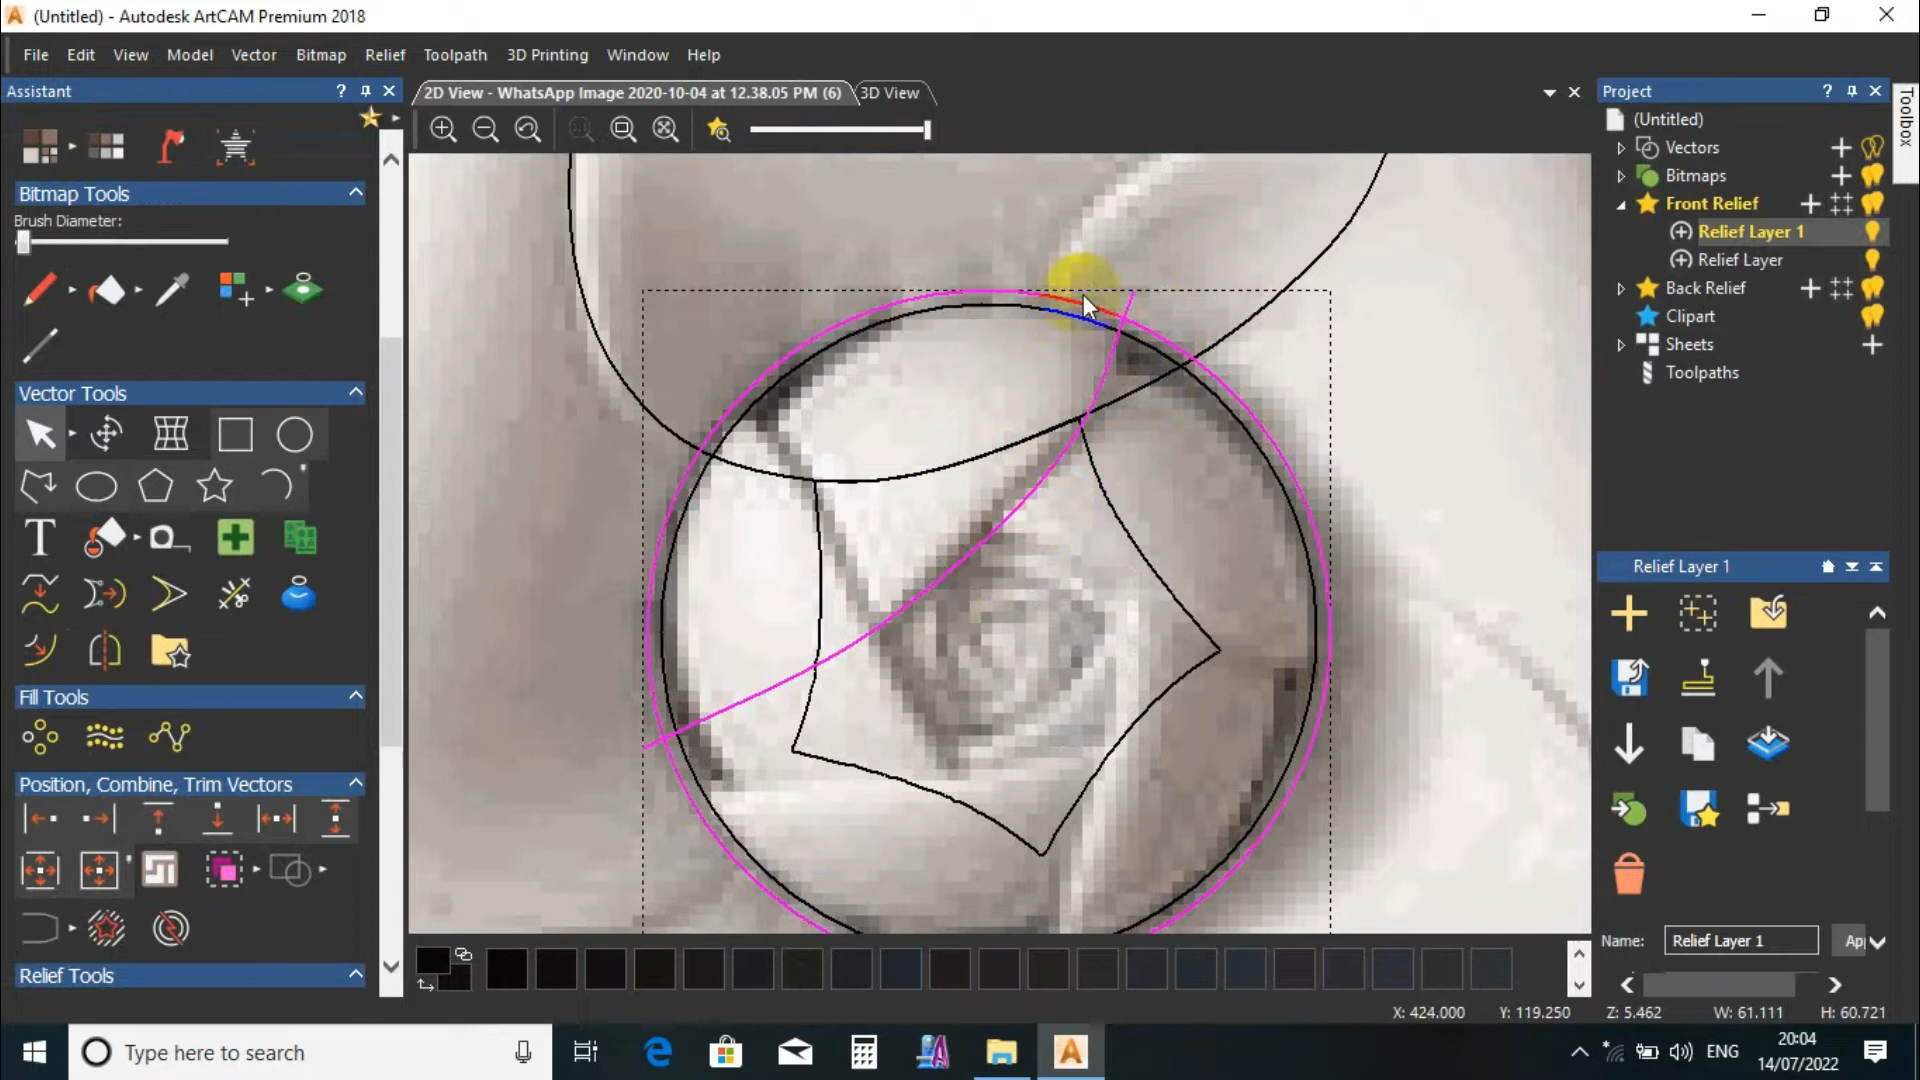 (Untitled) - Autodesk ArtCAM Premium 2018
File Edit View Model Vector Bitmap Relief Toolpath 3D Printing Window Help
Assistant ?
2D View - WhatsApp Image 2020-10-04 at 12.38.05 PM (6) 3D View
Project ?
Toolbox
(Untitled)
Vectors
Bitmaps
Front Relief
Relief Layer 1
Relief Layer
Back Relief
Clipart
Sheets
Toolpaths
Bitmap Tools
Brush Diameter:
Vector Tools
Fill Tools
Position, Combine, Trim Vectors
Relief Tools
Relief Layer 1
Name: Relief Layer 1 Ap
X: 424.000 Y: 119.250 Z: 5.462 W: 61.111 H: 60.721
Type here to search
ENG
20:04
14/07/2022